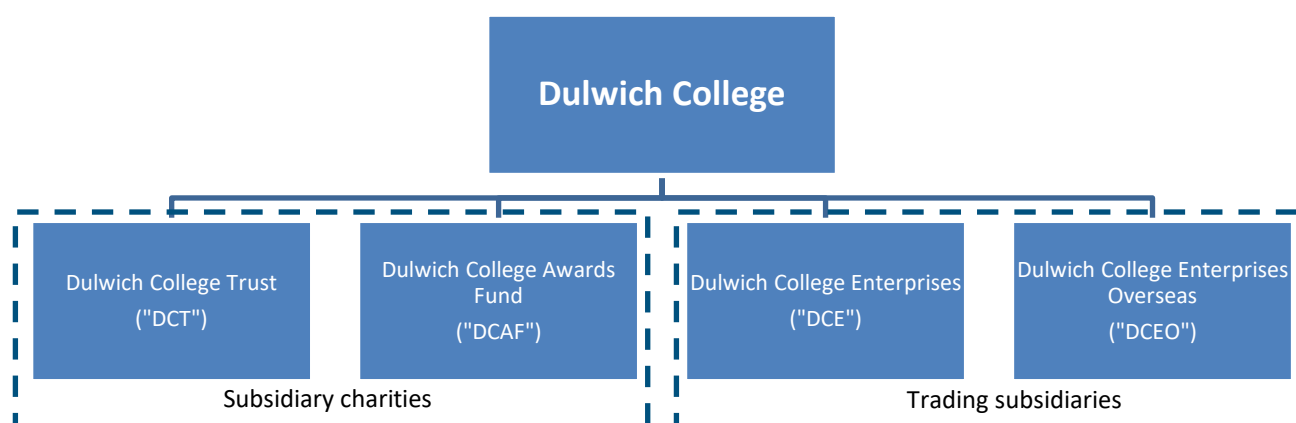 Dulwich College
Dulwich College Trust
("DCT")
Dulwich College Awards
Fund
("DCAF")
Dulwich College Enterprises
("DCE")
Dulwich College Enterprises
Overseas
("DCEO")
Subsidiary charities
Trading subsidiaries